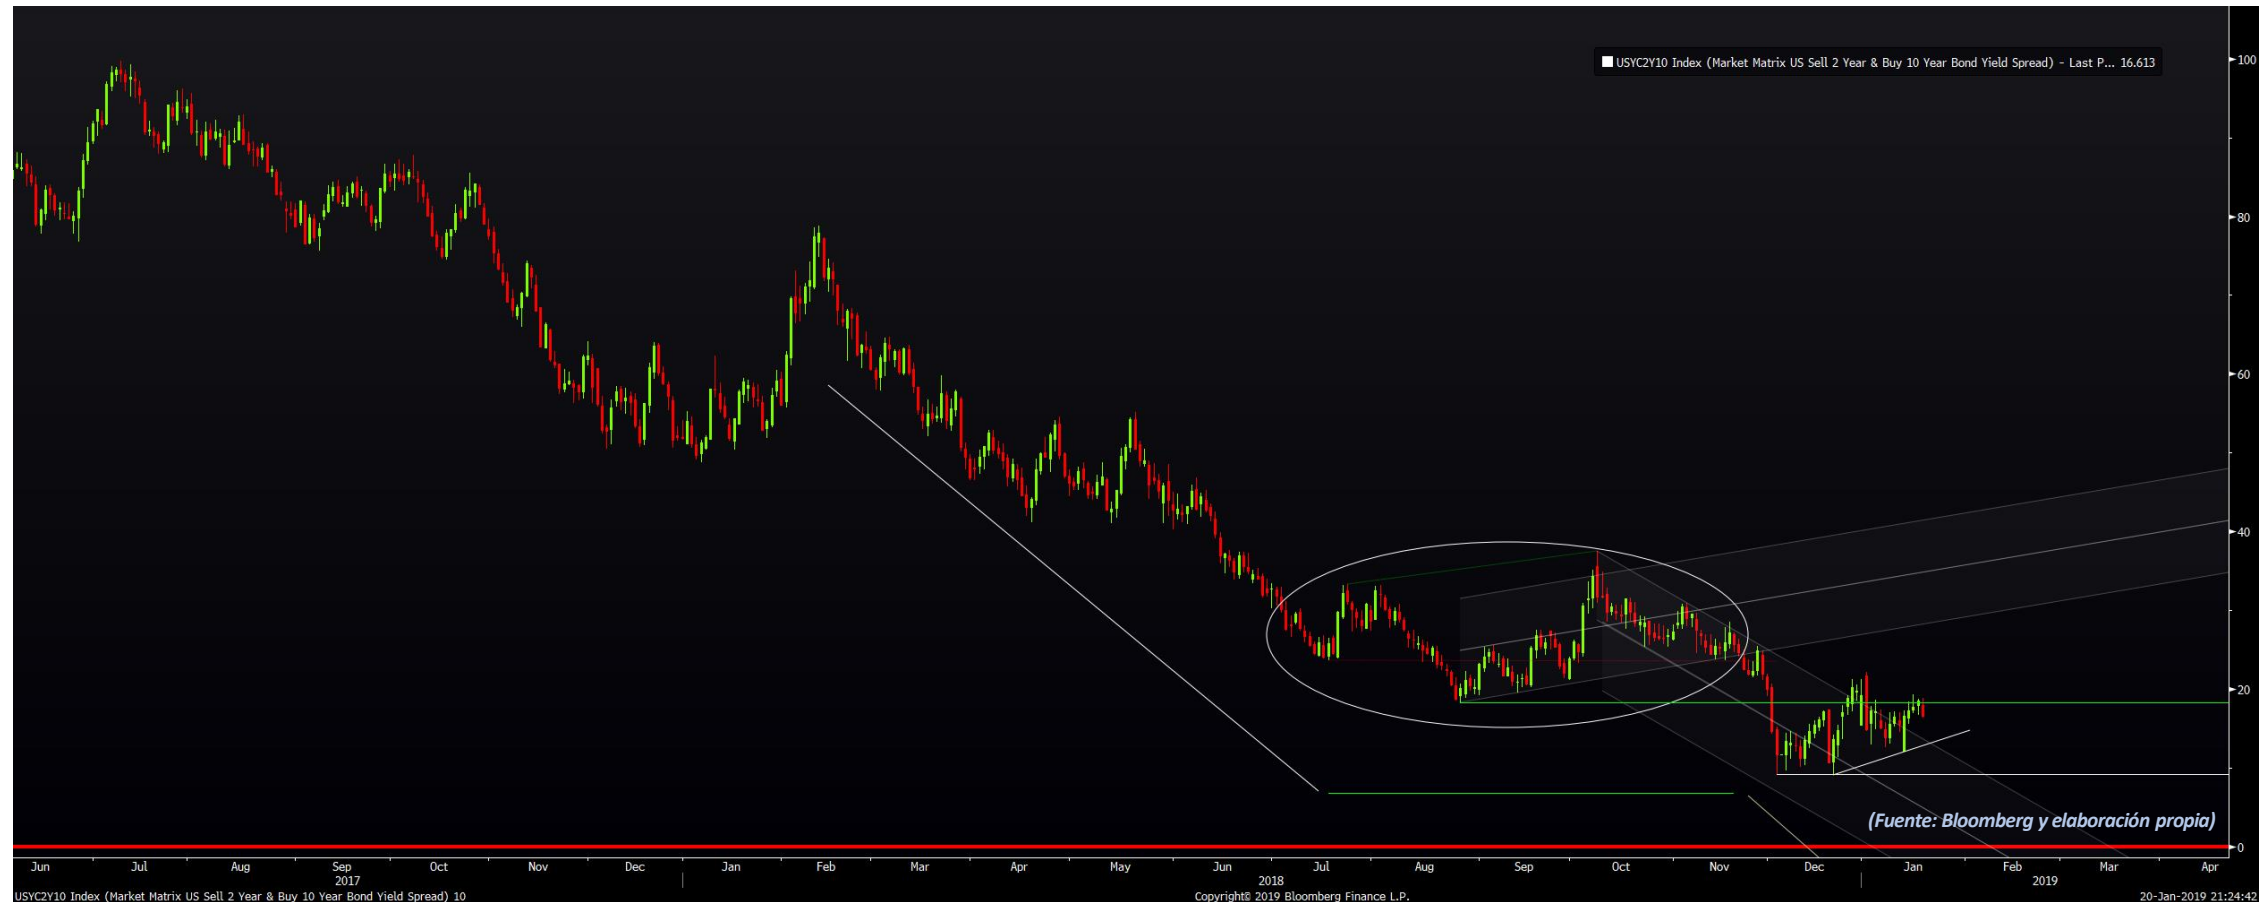 USYC2Y10 Index (Market Matrix US Sell 2 Year & Buy 10 Year Bond Yield Spread) - Last P... 16.613
100
80
60
40
20
0
(Fuente: Bloomberg y elaboración propia)
Jun Jul Aug Sep Oct Nov Dec Jan Feb Mar Apr May Jun Jul Aug Sep Oct Nov Dec Jan Feb Mar Apr
2017 2018 2019
USYC2Y10 Index (Market Matrix US Sell 2 Year & Buy 10 Year Bond Yield Spread) 10 Copyright© 2019 Bloomberg Finance L.P. 20-Jan-2019 21:24:42